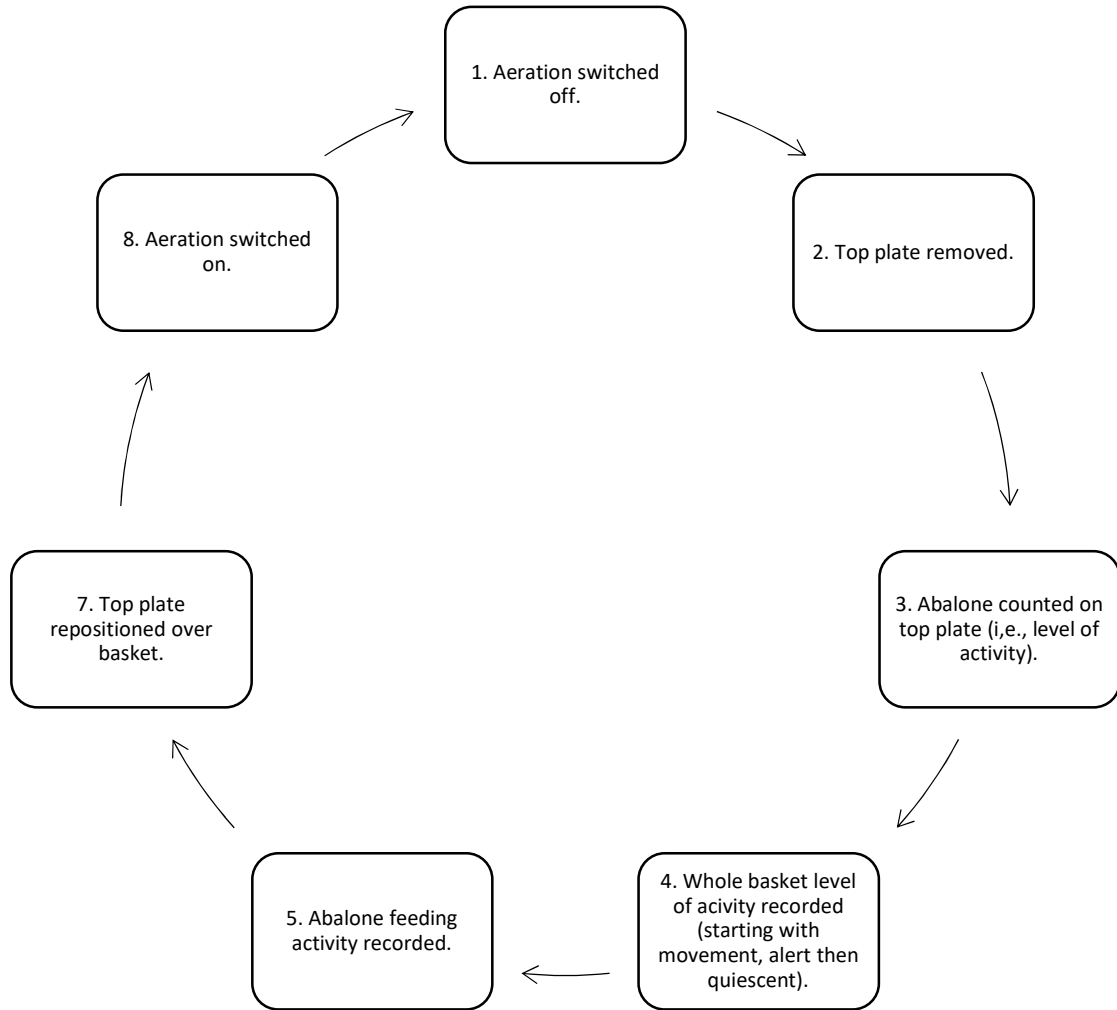 1. Aeration switched
off.
2. Top plate removed.
3. Abalone counted on
top plate (i,e., level of
activity).
4. Whole basket level
of acivity recorded
(starting with
movement, alert then
quiescent).
5. Abalone feeding
activity recorded.
7. Top plate
repositioned over
basket.
8. Aeration switched
on.